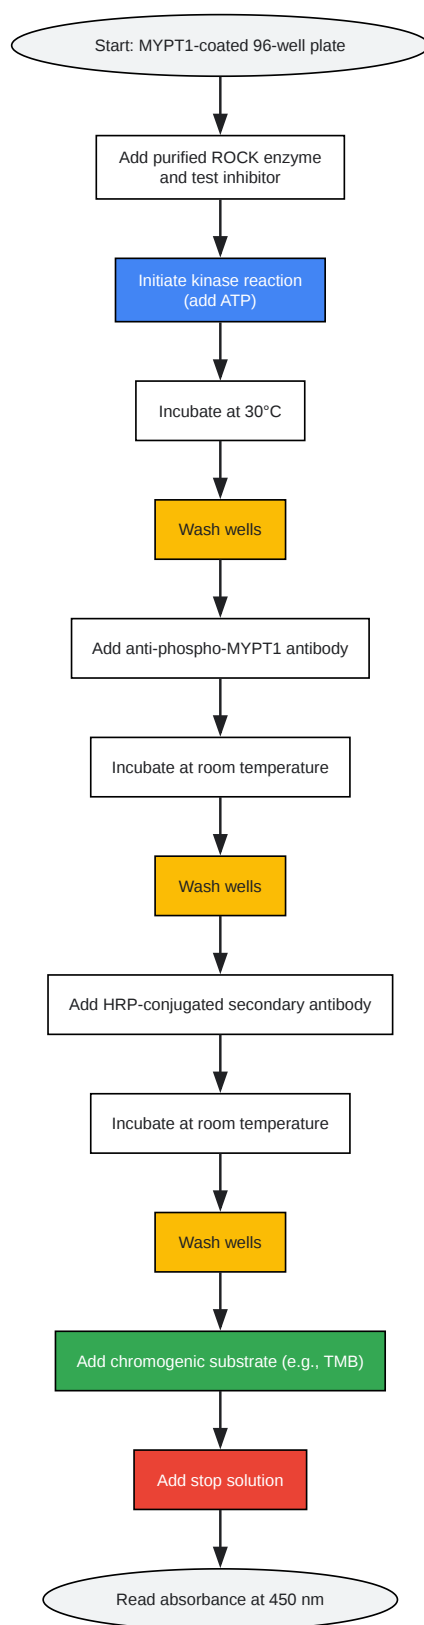 Start: MYPT1-coated 96-well plate
Add purified ROCK enzyme
and test inhibitor
Initiate kinase reaction
(add ATP)
Incubate at 30°C
Wash wells
Add anti-phospho-MYPT1 antibody
Incubate at room temperature
Wash wells
Add HRP-conjugated secondary antibody
Incubate at room temperature
Wash wells
Add chromogenic substrate (e.g., TMB)
Add stop solution
Read absorbance at 450 nm